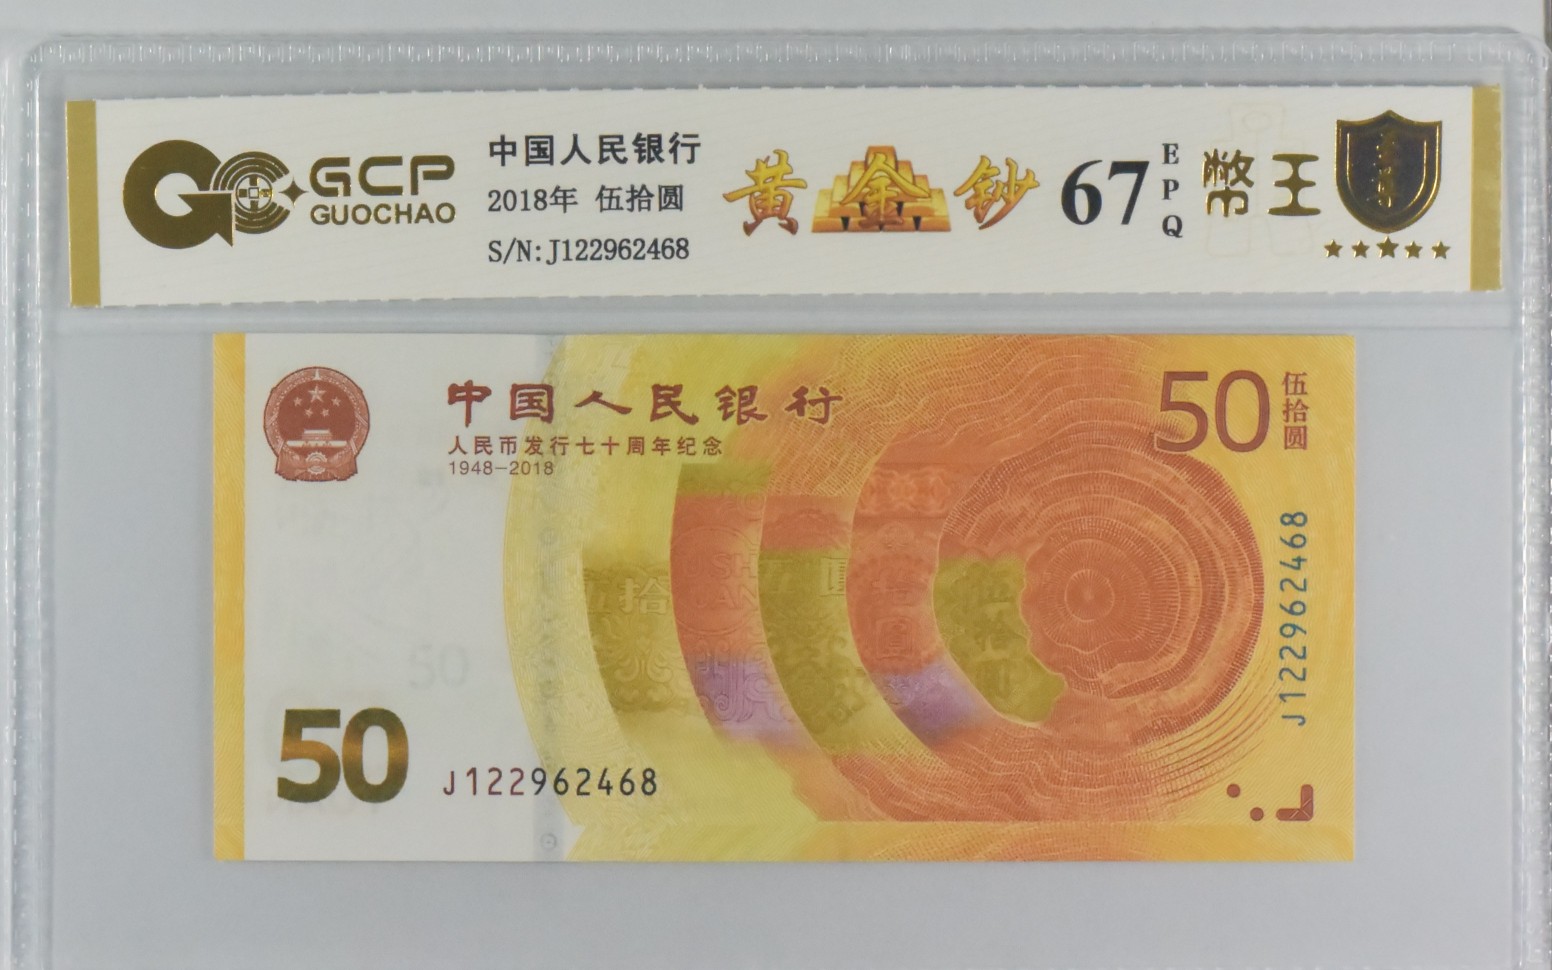 GCP
GUOCHAO
中国人民银行
2018年 伍拾圆
S/N:J122962468
黄金钞
67
EPQ
币王
50
伍拾圆
中国人民银行
人民币发行七十周年纪念
1948-2018
J122962468
50
50
J122962468